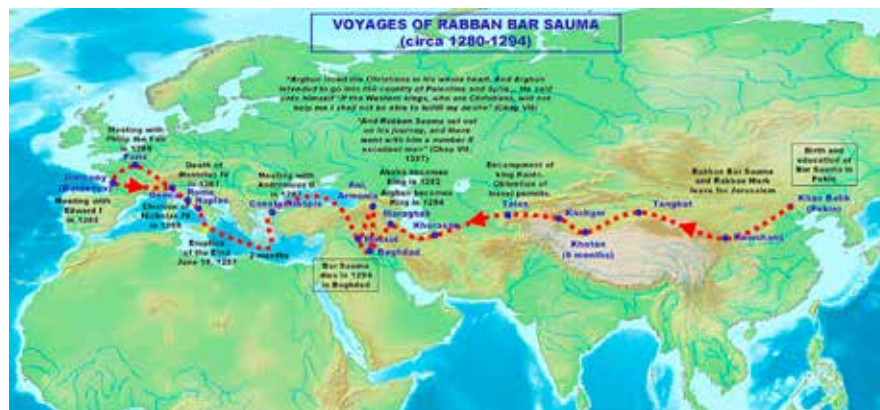 VOYAGES OF RABBAN BAR SAUMA
(circa 1280-1294)
"Arghun loved the Christians in his whole heart. And Arghun
intended to go into the country of Palestine and Syria... He said
unto himself "If the Western kings, who are Christians, will not
help me I shall not be able to fulfill my desire" (Chap VII)
"And Rabban Sauma set out
on his journey, and there
went with him a number of
excellent men" (Chap VII,
1287)
Meeting with
Philip the Fair
in
Paris
Gascony
(Bordeaux)
Meeting with
Edward I
in
Genoa
Death of
Honorius IV
in 1287
Rome
Naples
Election of
Nicholas IV
in
Eruption
of the Etna
June 18, 1287
2 months
Meeting with
Andronicus II
in 1287
Constantinople
Ani,
Armenia
Abaka becomes
King in
Arghun becomes
King in 1284
Maraghah
Khorasan
Baghdad
Bar Sauma
dies in 1294
in Baghdad
Encampment of
king Kaidu.
Obtention of
travel permits.
Talas
Kashgar
Khotan
(6 months)
Tanghut
Rabban Bar Sauma
and Rabban Mark
leave for Jerusalem
Kawshang
Khan Balik
(Pekin)
Birth and
education of
Bar Sauma in
Pekin